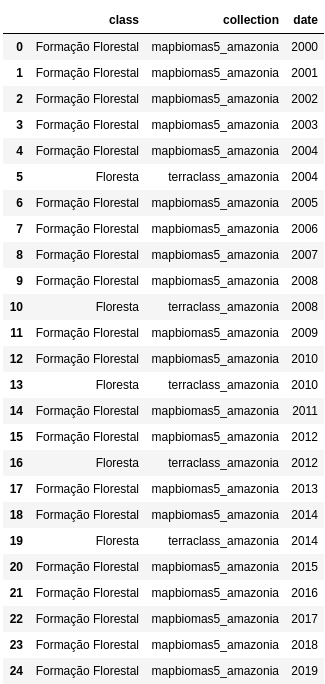 class collection date
0 Formação Florestal mapbiomas5_amazonia 2000
1 Formação Florestal mapbiomas5_amazonia 2001
2 Formação Florestal mapbiomas5_amazonia 2002
3 Formação Florestal mapbiomas5_amazonia 2003
4 Formação Florestal mapbiomas5_amazonia 2004
5 Floresta terraclass_amazonia 2004
6 Formação Florestal mapbiomas5_amazonia 2005
7 Formação Florestal mapbiomas5_amazonia 2006
8 Formação Florestal mapbiomas5_amazonia 2007
9 Formação Florestal mapbiomas5_amazonia 2008
10 Floresta terraclass_amazonia 2008
11 Formação Florestal mapbiomas5_amazonia 2009
12 Formação Florestal mapbiomas5_amazonia 2010
13 Floresta terraclass_amazonia 2010
14 Formação Florestal mapbiomas5_amazonia 2011
15 Formação Florestal mapbiomas5_amazonia 2012
16 Floresta terraclass_amazonia 2012
17 Formação Florestal mapbiomas5_amazonia 2013
18 Formação Florestal mapbiomas5_amazonia 2014
19 Floresta terraclass_amazonia 2014
20 Formação Florestal mapbiomas5_amazonia 2015
21 Formação Florestal mapbiomas5_amazonia 2016
22 Formação Florestal mapbiomas5_amazonia 2017
23 Formação Florestal mapbiomas5_amazonia 2018
24 Formação Florestal mapbiomas5_amazonia 2019